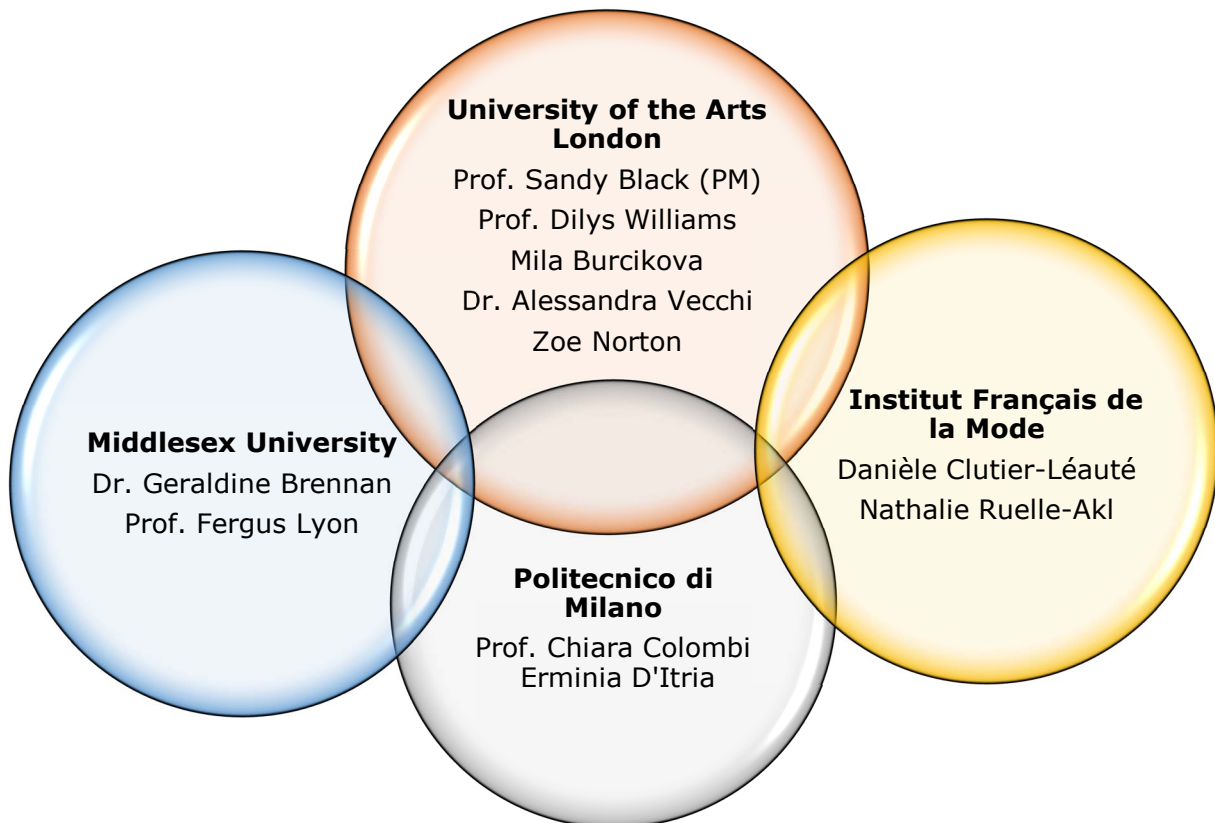 University of the Arts
London
Prof. Sandy Black (PM)
Prof. Dilys Williams
Mila Burcikova
Dr. Alessandra Vecchi
Zoe Norton
Middlesex University
Dr. Geraldine Brennan
Prof. Fergus Lyon
Institut Français de
la Mode
Danièle Clutier-Léauté
Nathalie Ruelle-Akl
Politecnico di
Milano
Prof. Chiara Colombi
Erminia D'Itria